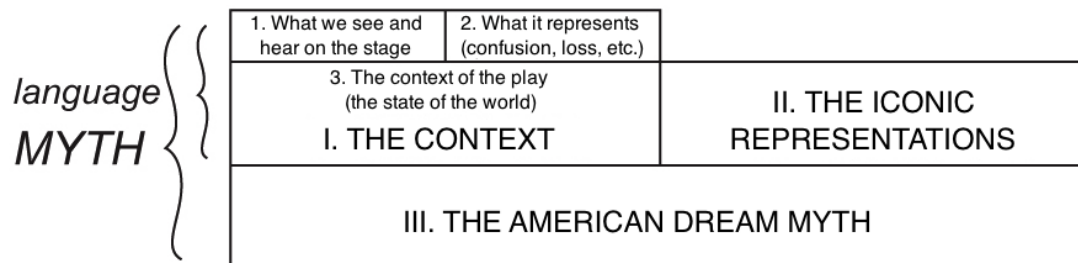 1. What we see and
hear on the stage
2. What it represents
(confusion, loss, etc.)
language
MYTH
3. The context of the play
(the state of the world)
I. THE CONTEXT
II. THE ICONIC
REPRESENTATIONS
III. THE AMERICAN DREAM MYTH